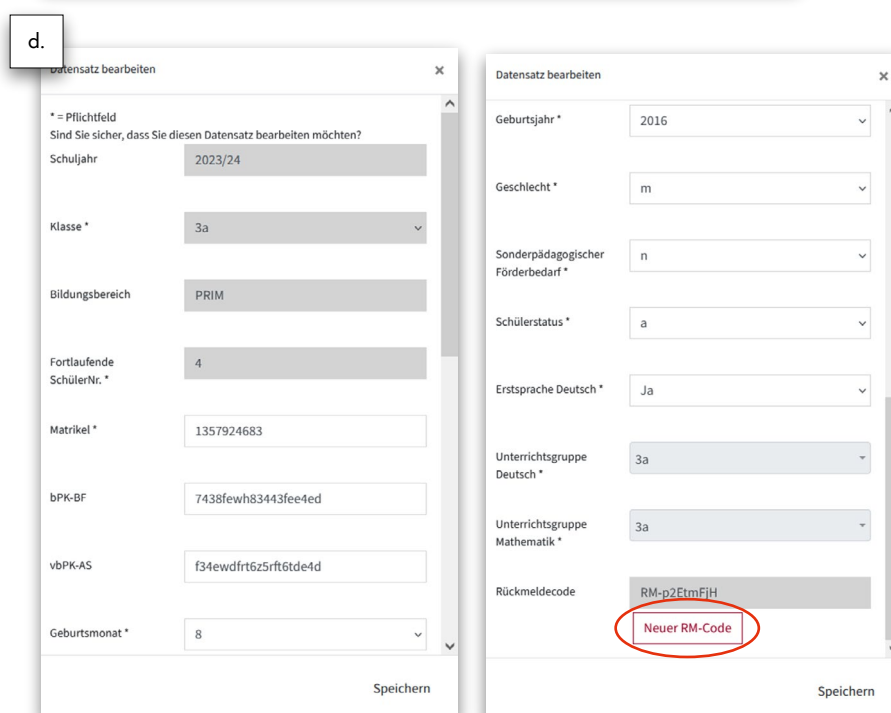 d.
Datensatz bearbeiten ×
* = Pflichtfeld
Sind Sie sicher, dass Sie diesen Datensatz bearbeiten möchten?
Schuljahr 2023/24
Klasse * 3a
Bildungsbereich PRIM
Fortlaufende
SchülerNr. * 4
Matrikel * 1357924683
bPK-BF 7438fewh83443fee4ed
vbPK-AS f34ewdfrt6z5rft6tde4d
Geburtsmonat * 8
Speichern
Datensatz bearbeiten ×
Geburtsjahr * 2016
Geschlecht * m
Sonderpädagogischer
Förderbedarf * n
Schülerstatus * a
Erstsprache Deutsch * Ja
Unterrichtsgruppe
Deutsch * 3a
Unterrichtsgruppe
Mathematik * 3a
Rückmeldecode RM-p2EtmFjH
Neuer RM-Code
Speichern